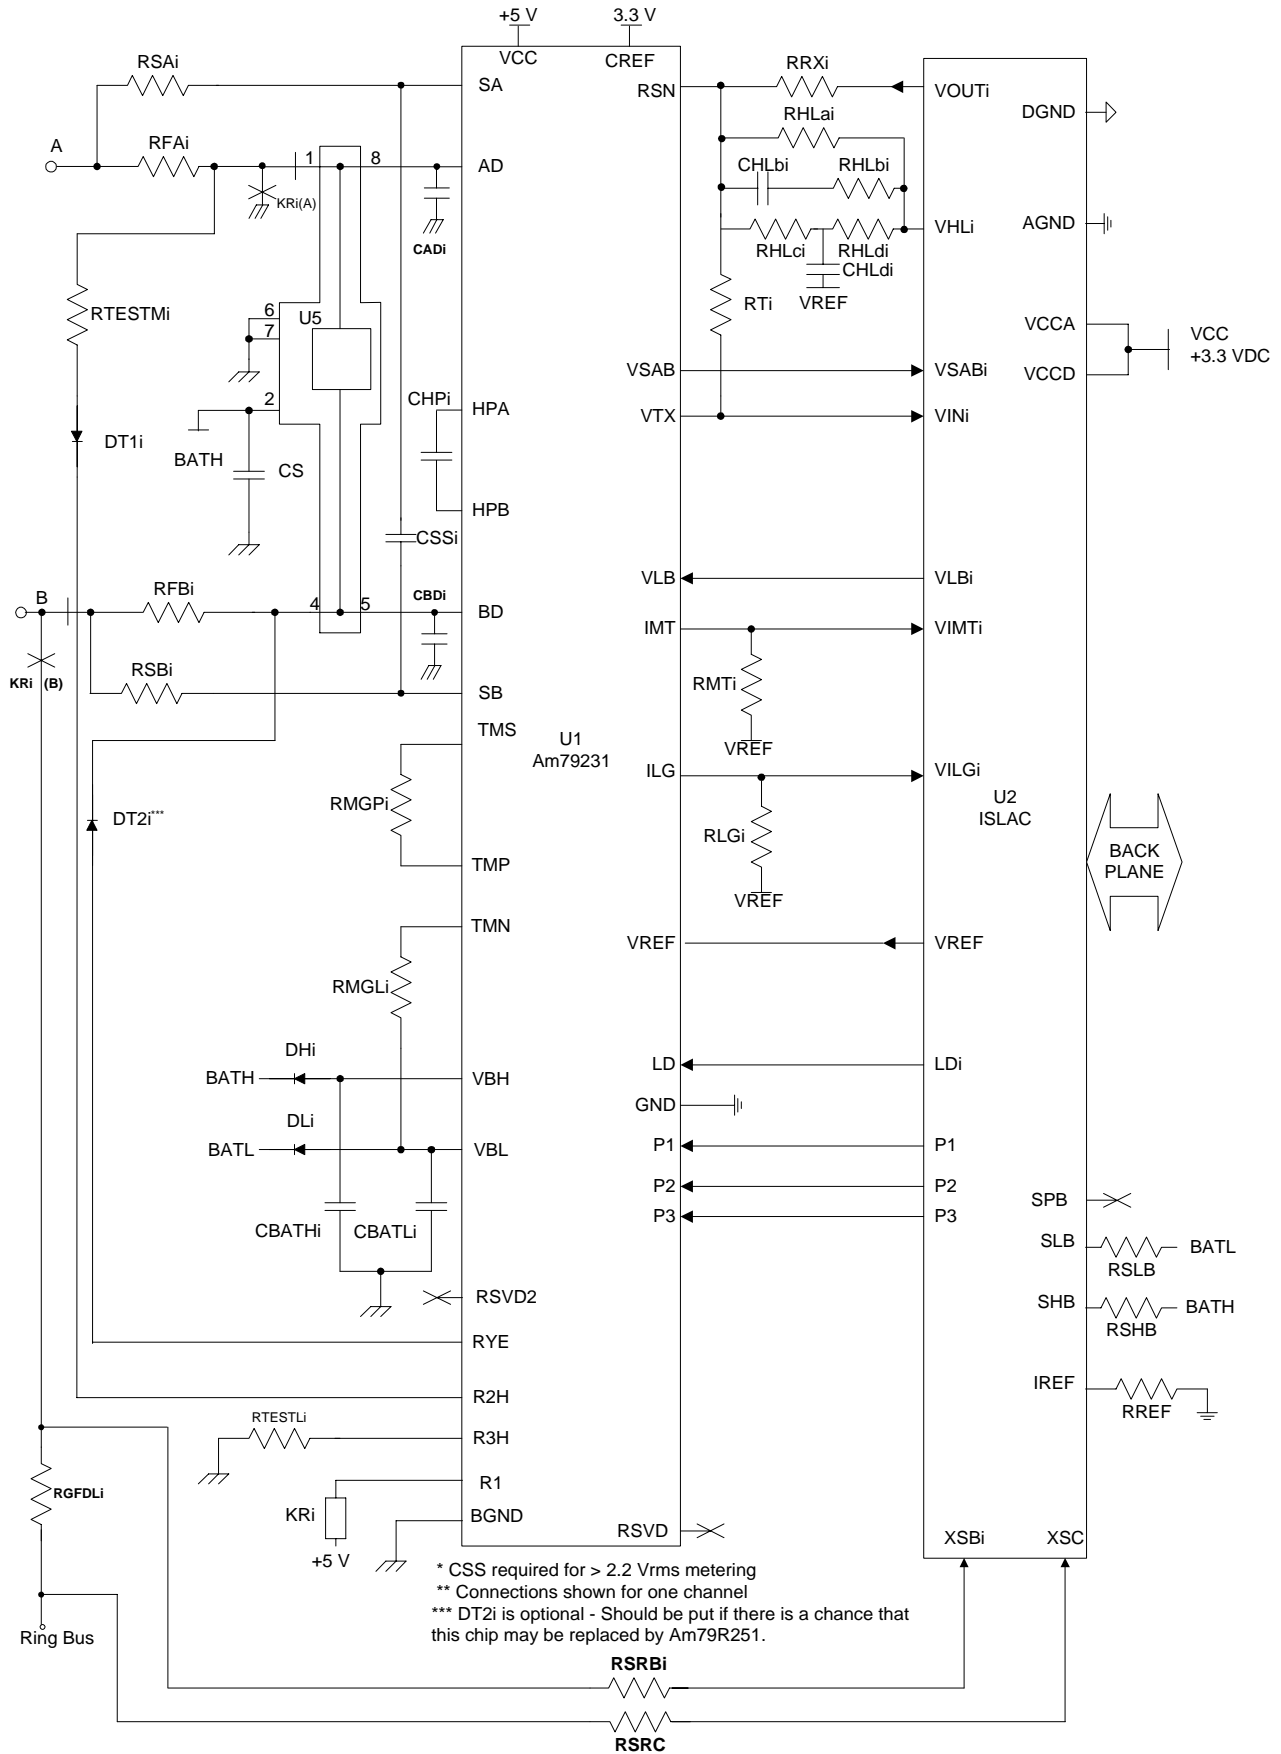 +5 V
3.3 V
VCC
CREF
RSAi
SA
RSN
RRXi
VOUTi
DGND
RHLai
A
RFAi
1
8
AD
KRi(A)
CADi
CHLbi
RHLbi
VHLi
AGND
RHLci
RHLdi
CHLdi
VREF
RTi
RTESTMi
6
7
U5
2
VCCA
VCCD
VCC
+3.3 VDC
VSAB
VSABi
CHPi
HPA
VTX
VINi
DT1i
BATH
CS
HPB
CSSi
VLB
VLBi
B
RFBi
4
5
CBDi
BD
IMT
VIMTi
KRi (B)
RSBi
SB
RMTi
VREF
TMS
U1
Am79231
ILG
VILGi
U2
ISLAC
RMGPi
DT2i***
RLGi
VREF
BACK
PLANE
TMP
TMN
VREF
VREF
RMGLi
DHi
BATH
VBH
LD
LDi
GND
DLi
BATL
VBL
P1
P1
P2
P2
P3
P3
CBATHi
CBATLi
SPB
SLB
RSLB
BATL
SHB
RSHB
BATH
RSVD2
RYE
R2H
IREF
RREF
RTESTLi
R3H
RGFDLi
R1
KRi
+5 V
BGND
RSVD
XSBi
XSC
* CSS required for > 2.2 Vrms metering
** Connections shown for one channel
*** DT2i is optional - Should be put if there is a chance that
this chip may be replaced by Am79R251.
Ring Bus
RSRBi
RSRC